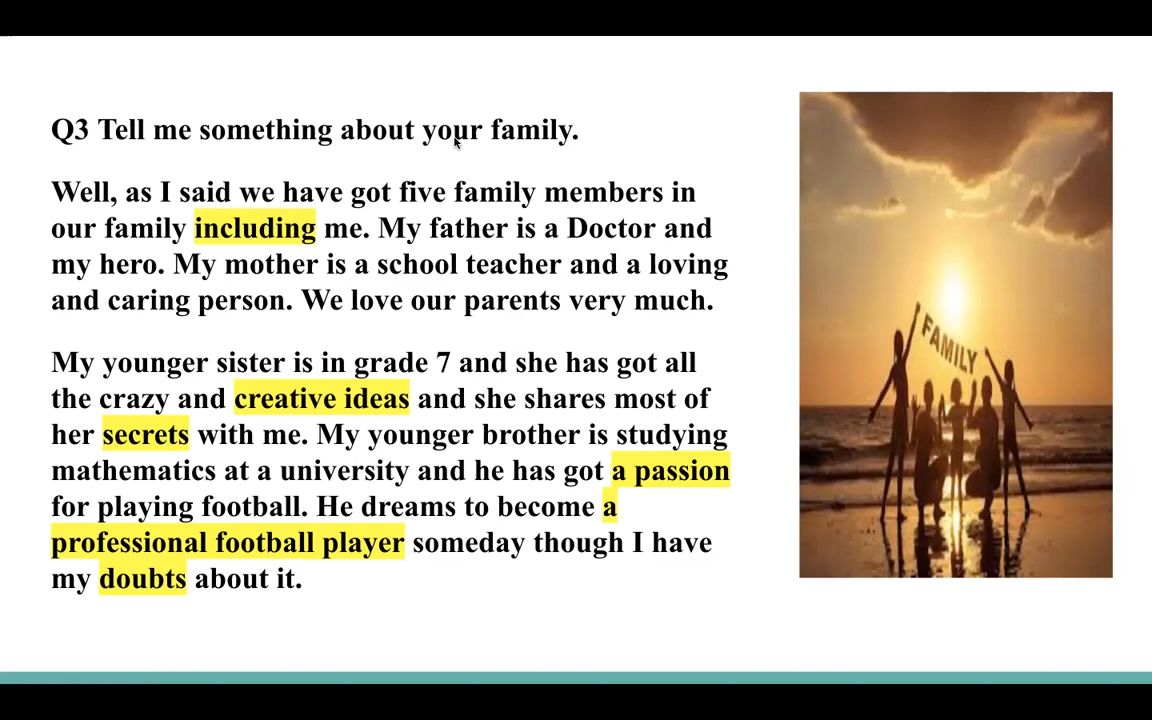 Q3 Tell me something about your family.
Well, as I said we have got five family members in
our family including me. My father is a Doctor and
my hero. My mother is a school teacher and a loving
and caring person. We love our parents very much.
My younger sister is in grade 7 and she has got all
the crazy and creative ideas and she shares most of
her secrets with me. My younger brother is studying
mathematics at a university and he has got a passion
for playing football. He dreams to become a
professional football player someday though I have
my doubts about it.
FAMILY